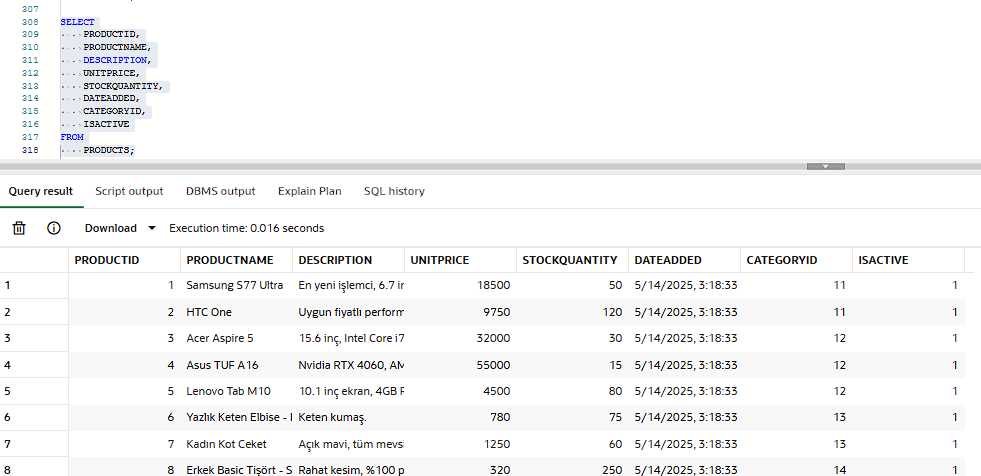 307
308 SELECT
309 PRODUCTID,
310 PRODUCTNAME,
311 DESCRIPTION,
312 UNITPRICE,
313 STOCKQUANTITY,
314 DATEADDED,
315 CATEGORYID,
316 ISACTIVE
317 FROM
318 PRODUCTS;
Query result Script output DBMS output Explain Plan SQL history
Download Execution time: 0.016 seconds
PRODUCTID PRODUCTNAME DESCRIPTION UNITPRICE STOCKQUANTITY DATEADDED CATEGORYID ISACTIVE
1 1 Samsung S77 Ultra En yeni işlemci, 6.7 in 18500 50 5/14/2025, 3:18:33 11 1
2 2 HTC One Uygun fiyatlı perform 9750 120 5/14/2025, 3:18:33 11 1
3 3 Acer Aspire 5 15.6 inç, Intel Core i7 32000 30 5/14/2025, 3:18:33 12 1
4 4 Asus TUF A16 Nvidia RTX 4060, AM 55000 15 5/14/2025, 3:18:33 12 1
5 5 Lenovo Tab M10 10.1 inç ekran, 4GB 4500 80 5/14/2025, 3:18:33 12 1
6 6 Yazlık Keten Elbise - Keten kumaş. 780 75 5/14/2025, 3:18:33 13 1
7 7 Kadın Kot Ceket Açık mavi, tüm mevs 1250 60 5/14/2025, 3:18:33 13 1
8 8 Erkek Basic Tişört - S Rahat kesim, %100 p 320 250 5/14/2025, 3:18:33 14 1